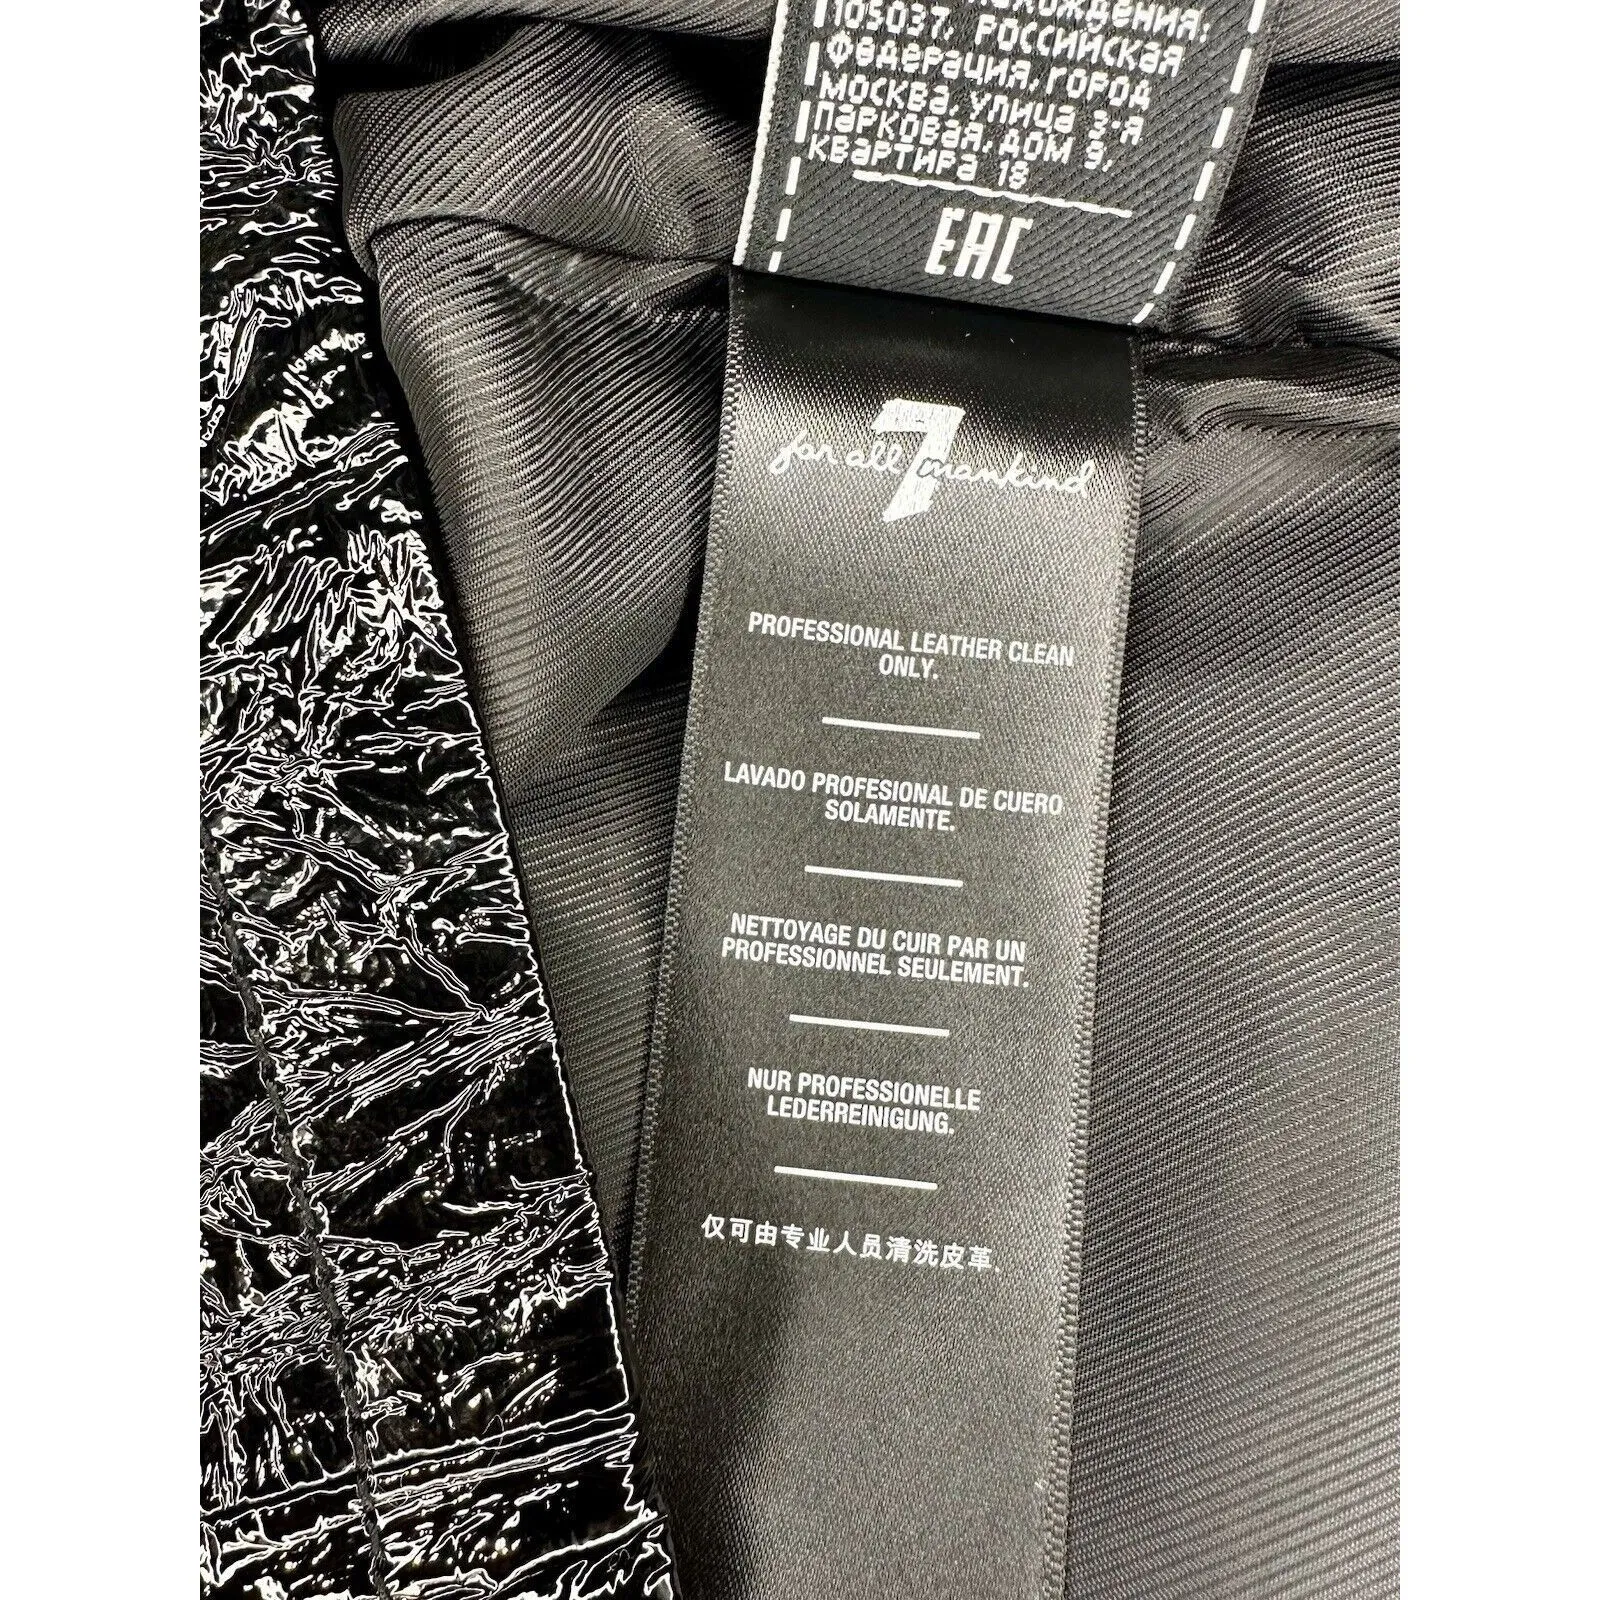 105037, Российская
Федерация, город
Москва, улица 3-я
Парковая, дом 9,
квартира 18
EAC
7
for all mankind
PROFESSIONAL LEATHER CLEAN
ONLY.
LAVADO PROFESIONAL DE CUERO
SOLAMENTE.
NETTOYAGE DU CUIR PAR UN
PROFESSIONNEL SEULEMENT.
NUR PROFESSIONELLE
LEDERREINIGUNG.
仅可由专业人员清洗皮革.